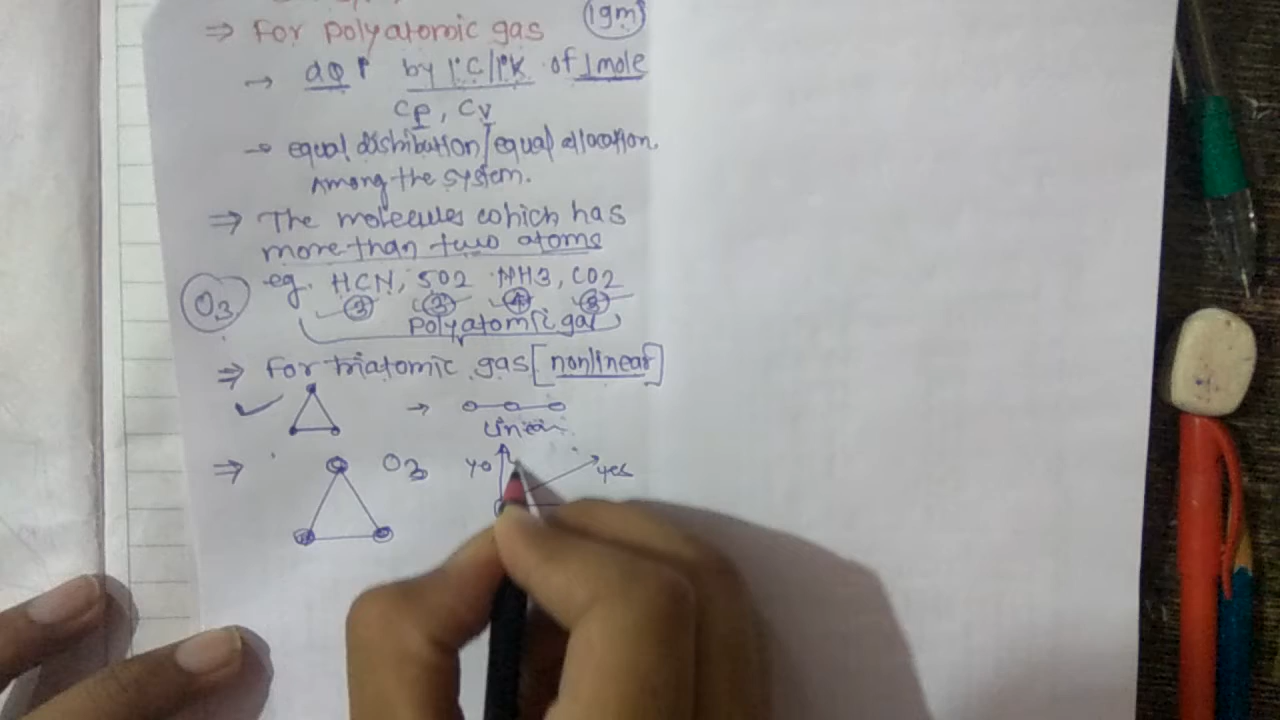 ⇒ For polyatomic gas (1gm)
→ dQ↑ by 1°C/1°K of 1mole
Cp, Cv
→ equal distribution/equal allocation.
Among the system.
⇒ The molecules which has
more than two atoms
eg. HCN, SO2 NH3, CO2
O3
③ ③ ④ ③
Polyatomic gas
⇒ For triatomic gas [nonlinear]
→ Linear
⇒ O3 yes